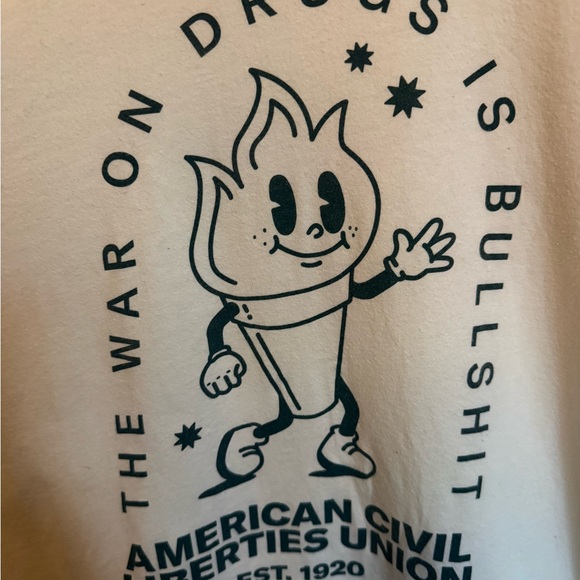 THE WAR ON DRUGS IS BULLSHIT
AMERICAN CIVIL
LIBERTIES UNION
EST. 1920